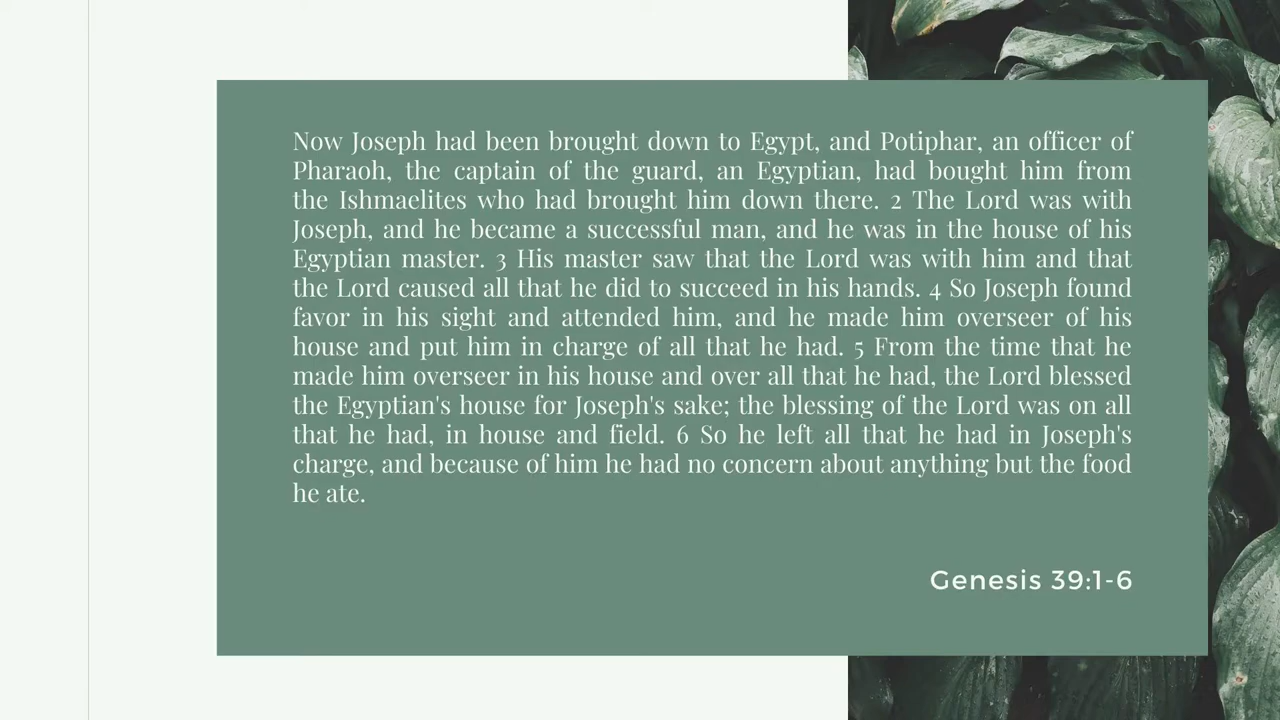 Now Joseph had been brought down to Egypt, and Potiphar, an officer of
Pharaoh, the captain of the guard, an Egyptian, had bought him from
the Ishmaelites who had brought him down there. 2 The Lord was with
Joseph, and he became a successful man, and he was in the house of his
Egyptian master. 3 His master saw that the Lord was with him and that
the Lord caused all that he did to succeed in his hands. 4 So Joseph found
favor in his sight and attended him, and he made him overseer of his
house and put him in charge of all that he had. 5 From the time that he
made him overseer in his house and over all that he had, the Lord blessed
the Egyptian's house for Joseph's sake; the blessing of the Lord was on all
that he had, in house and field. 6 So he left all that he had in Joseph's
charge, and because of him he had no concern about anything but the food
he ate.
Genesis 39:1-6